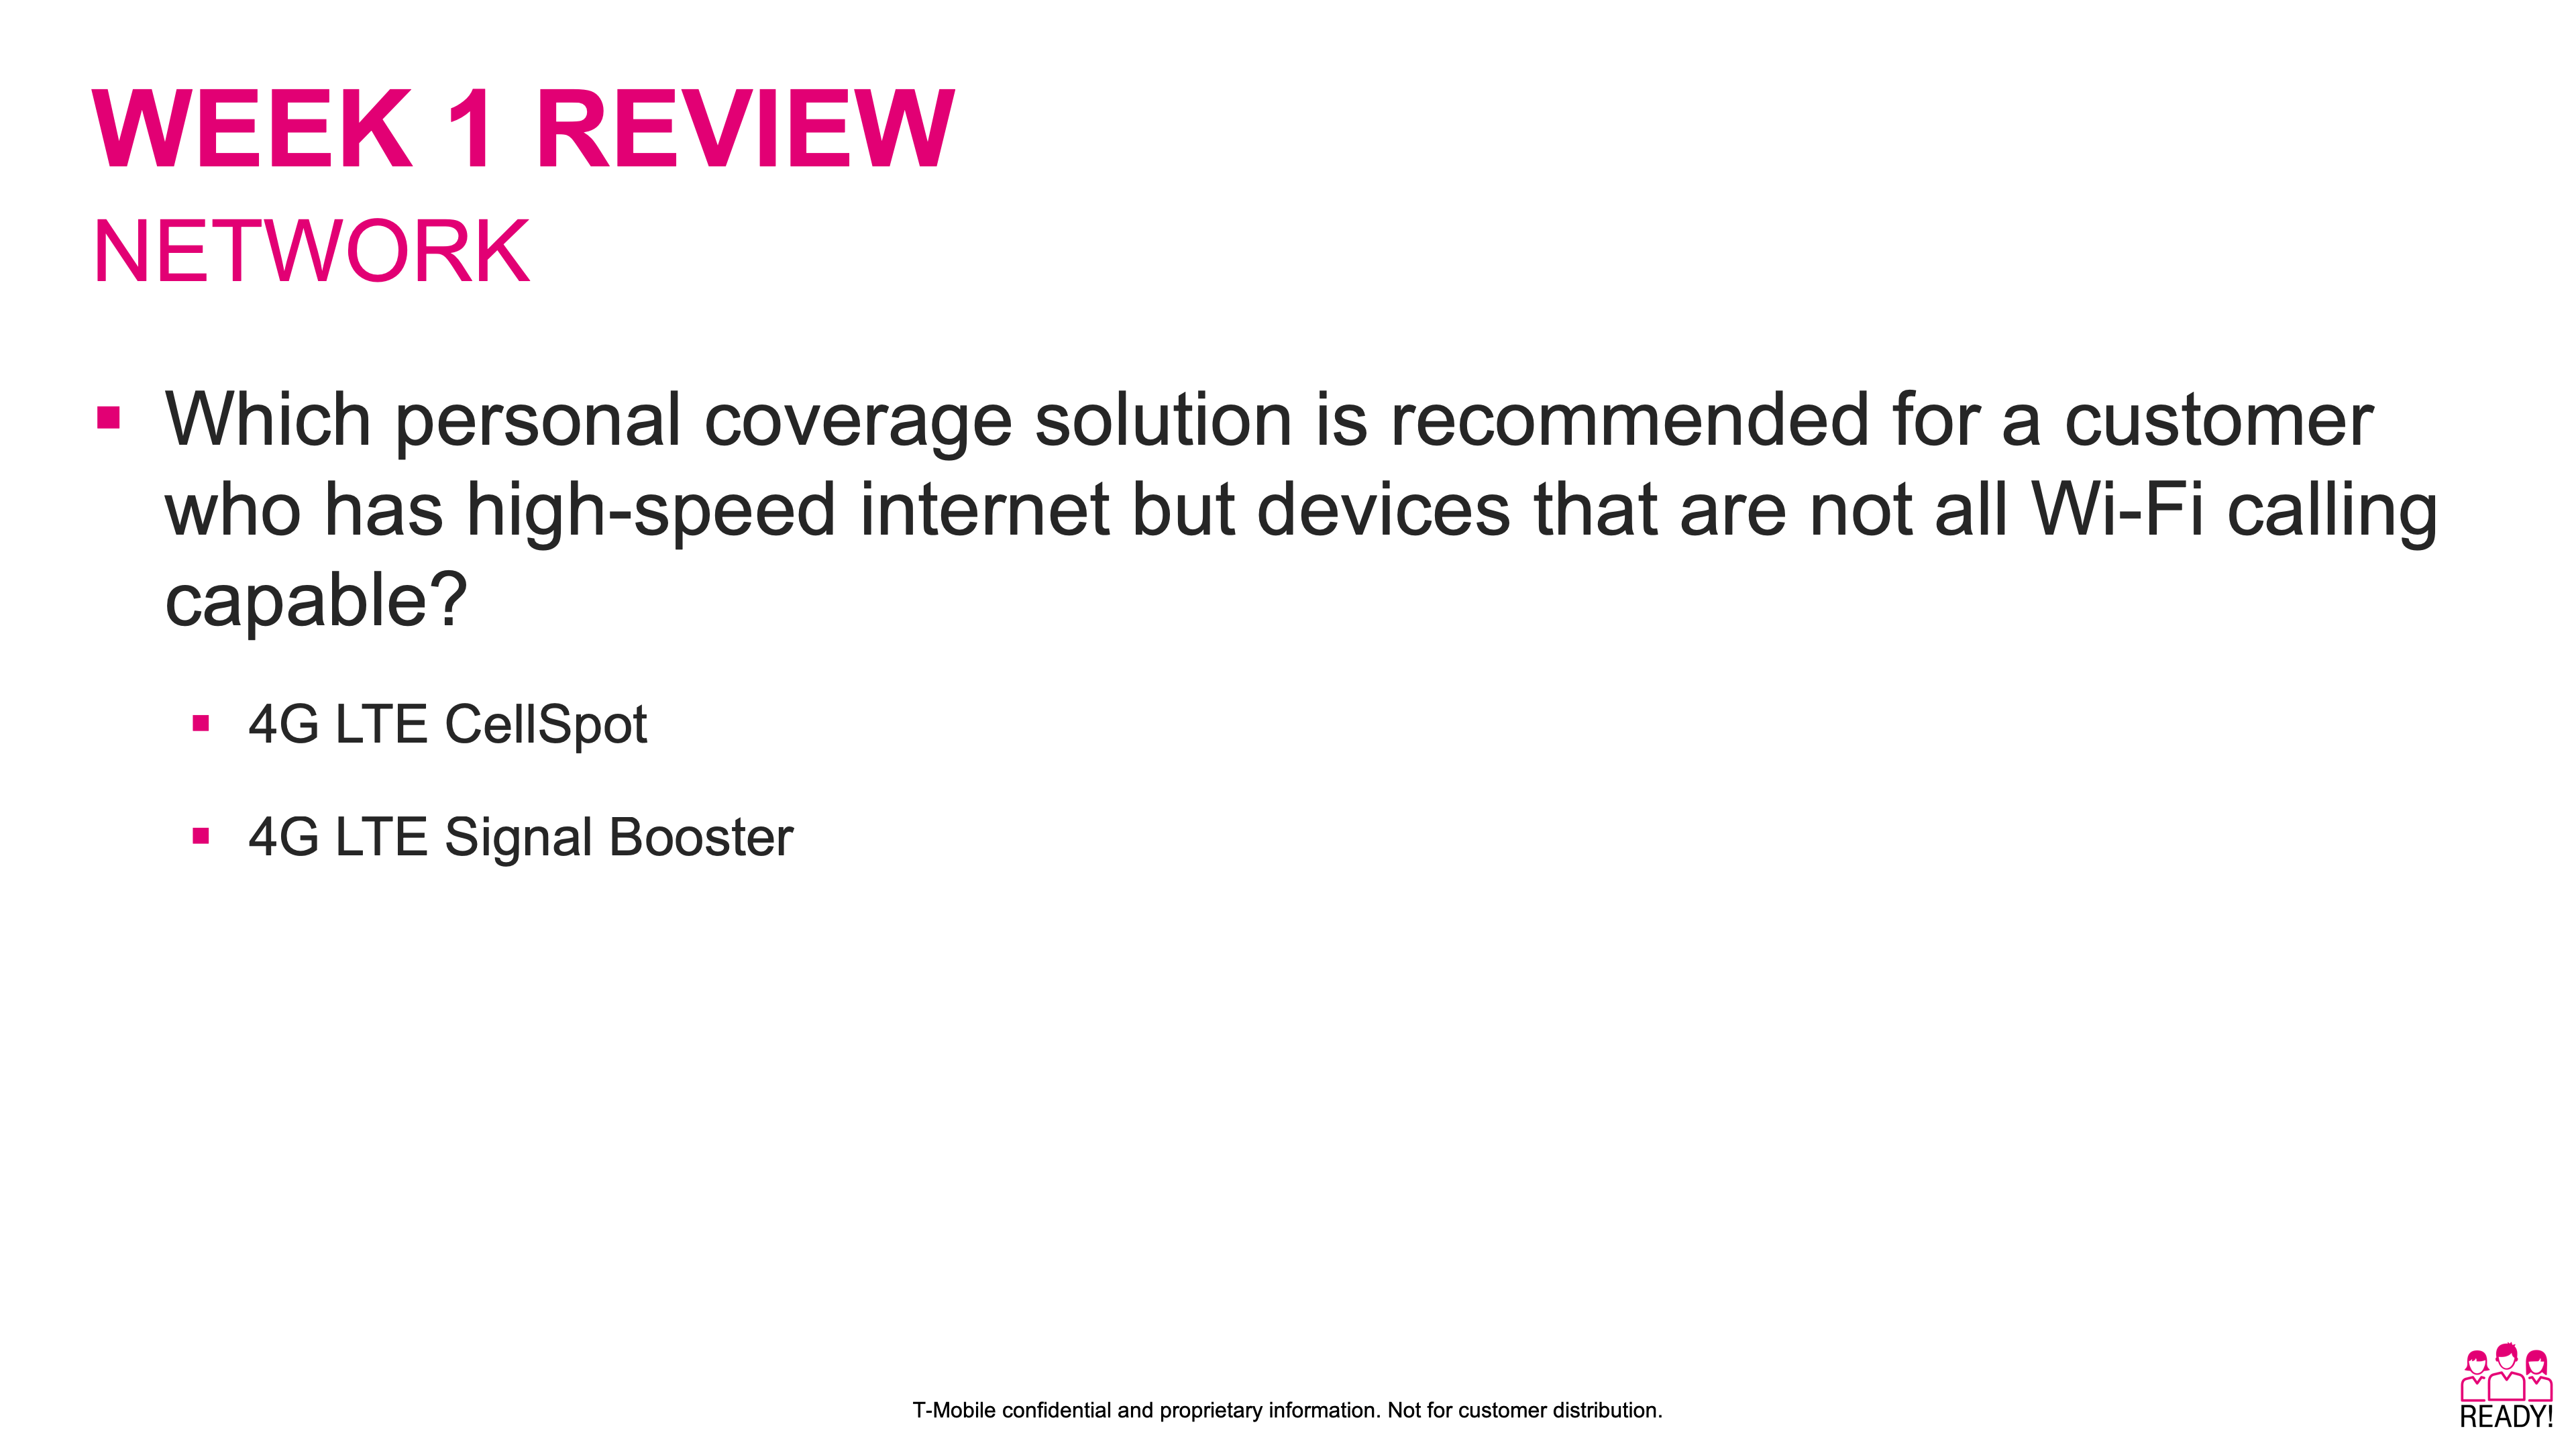 WEEK 1 REVIEW
NETWORK
Which personal coverage solution is recommended for a customer
who has high-speed internet but devices that are not all Wi-Fi calling
capable?
4G LTE CellSpot
4G LTE Signal Booster
T-Mobile confidential and proprietary information. Not for customer distribution.
READY!